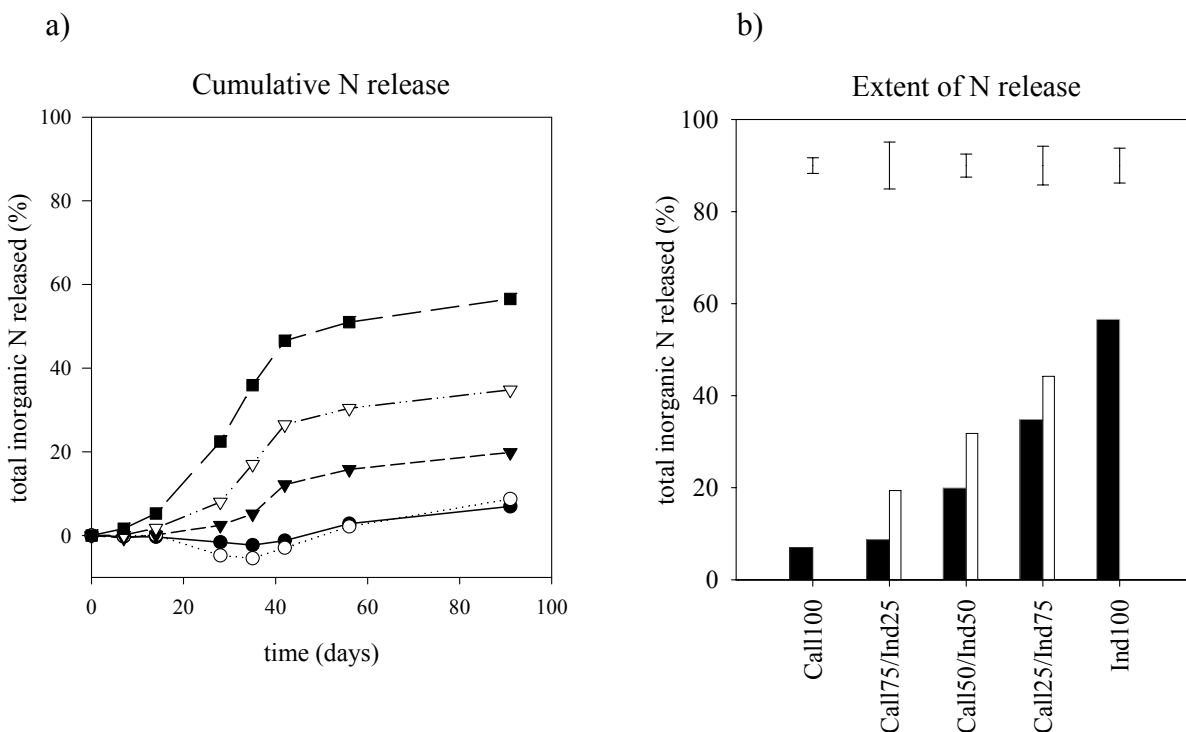 a)
Cumulative N release
total inorganic N released (%)
100
80
60
40
20
0
0
20
40
60
80
100
time (days)
b)
Extent of N release
total inorganic N released (%)
100
80
60
40
20
0
Call100
Call75/Ind25
Call50/Ind50
Call25/Ind75
Ind100